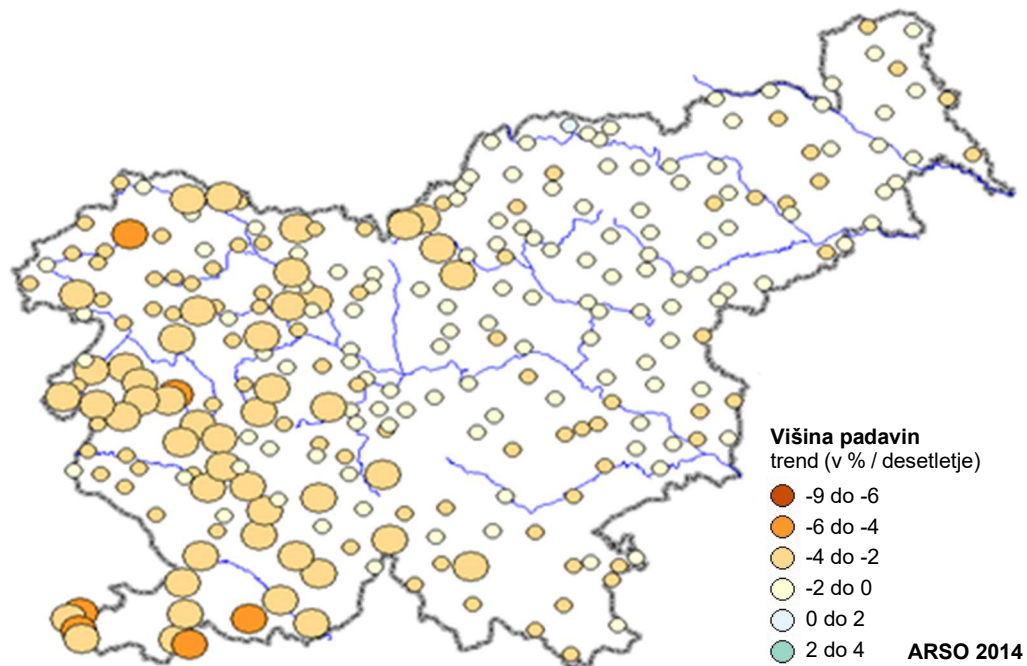 Višina padavin
trend (v % / desetletje)
-9 do -6
-6 do -4
-4 do -2
-2 do 0
0 do 2
2 do 4
ARSO 2014